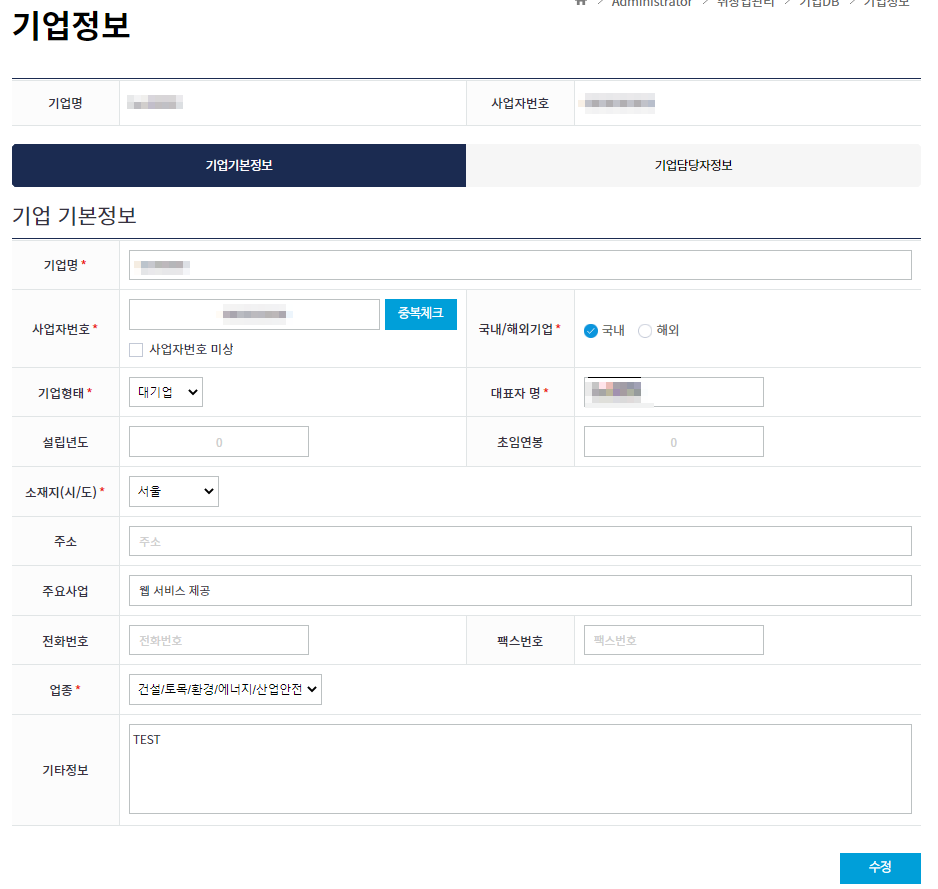 Administrator 취창업관리 기업DB 기업정보
기업정보
기업명 사업자번호
기업기본정보 기업담당자정보
기업 기본정보
기업명 *
사업자번호 * 중복체크 국내/해외기업 * 국내 해외
사업자번호 미상
기업형태 * 대기업 대표자 명 *
설립년도 0 초임연봉 0
소재지(시/도) * 서울
주소 주소
주요사업 웹 서비스 제공
전화번호 전화번호 팩스번호 팩스번호
업종 * 건설/토목/환경/에너지/산업안전
기타정보 TEST
수정